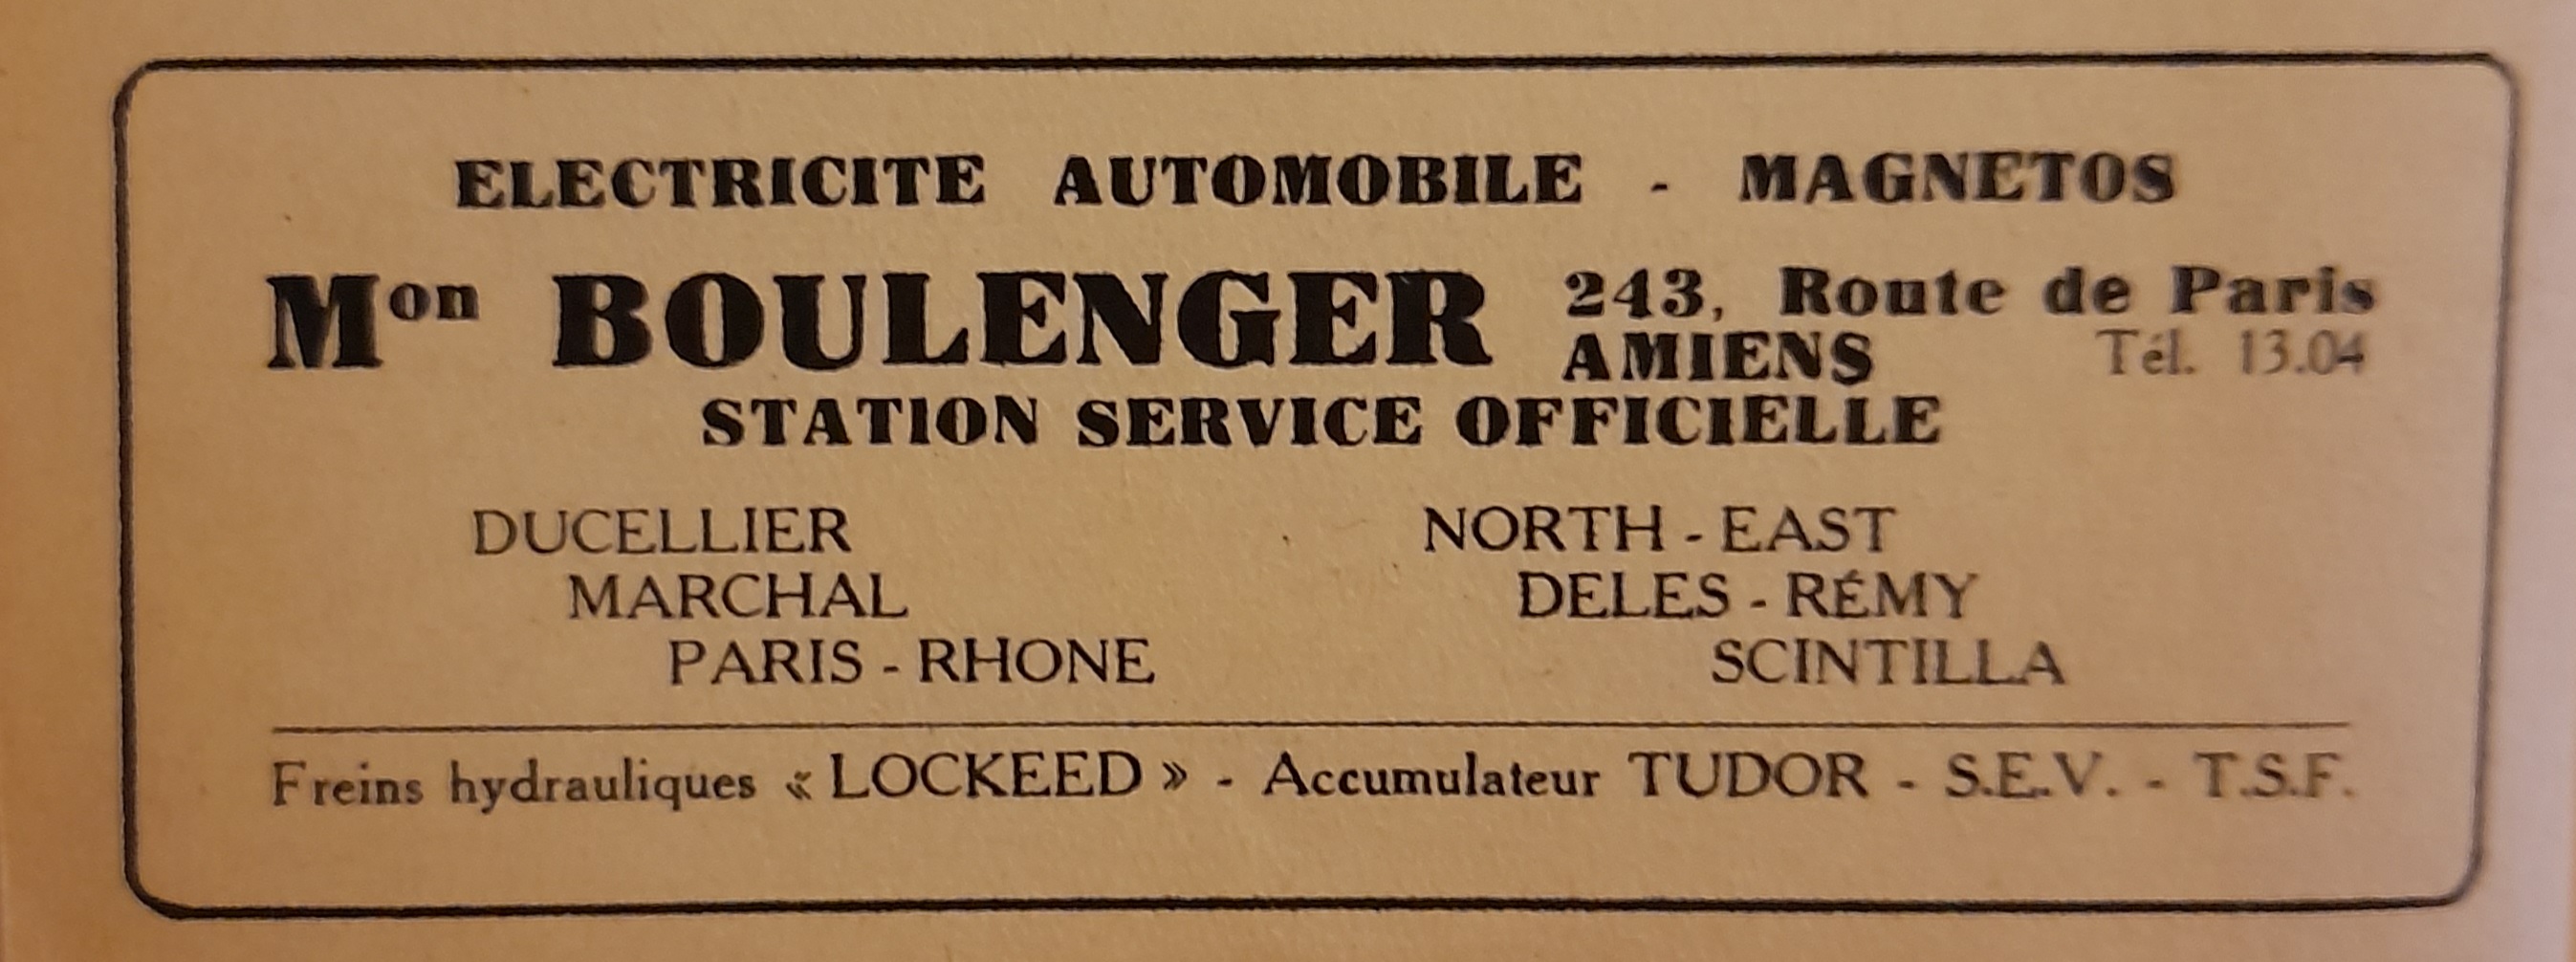 ELECTRICITE AUTOMOBILE - MAGNETOS
Mon BOULENGER 243, Route de Paris
AMIENS Tél. 13.04
STATION SERVICE OFFICIELLE
DUCELLIER NORTH - EAST
MARCHAL DELES - RÉMY
PARIS - RHONE SCINTILLA
Freins hydrauliques « LOCKEED » - Accumulateur TUDOR - S.E.V. - T.S.F.